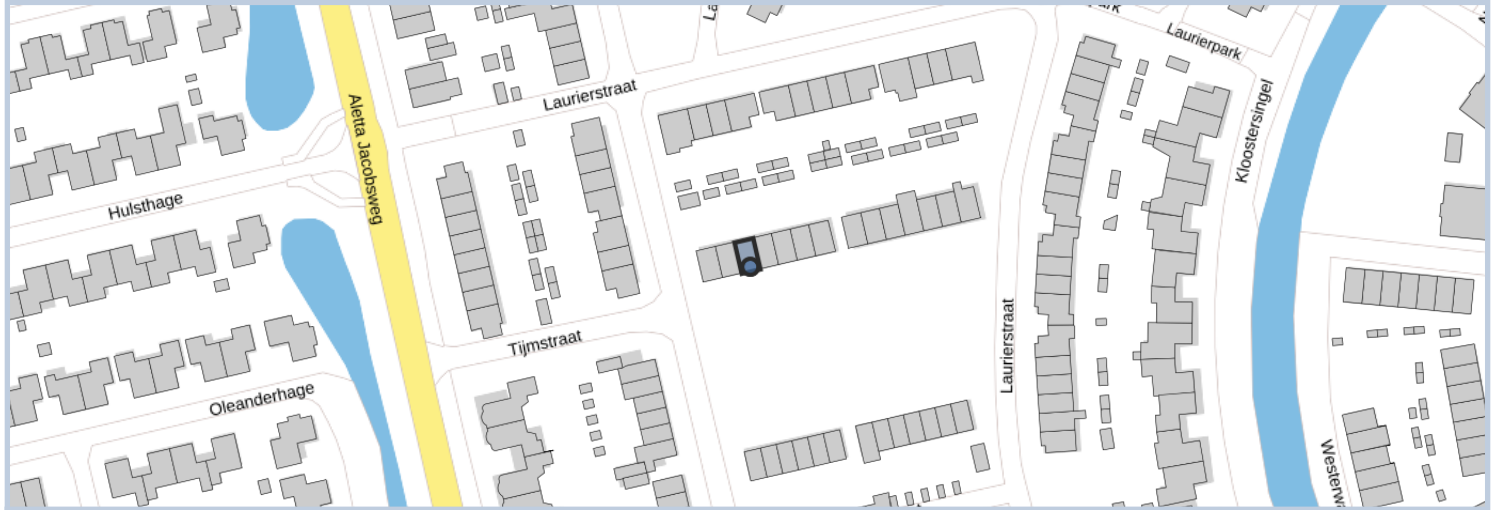 Laurierpark
Laurierstraat
Kloostersingel
Aletta Jacobsweg
Hulsthage
Laurierstraat
Tijmstraat
Oleanderhage